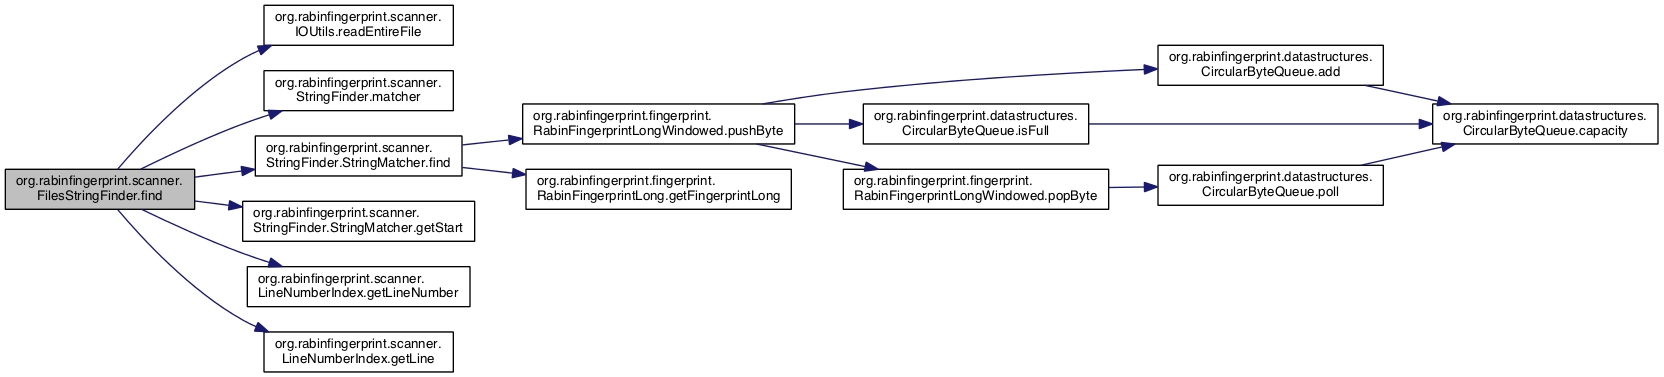 org.rabinfingerprint.scanner.
FilesStringFinder.find
org.rabinfingerprint.scanner.
IOUtils.readEntireFile
org.rabinfingerprint.scanner.
StringFinder.matcher
org.rabinfingerprint.scanner.
StringFinder.StringMatcher.find
org.rabinfingerprint.scanner.
StringFinder.StringMatcher.getStart
org.rabinfingerprint.scanner.
LineNumberIndex.getLineNumber
org.rabinfingerprint.scanner.
LineNumberIndex.getLine
org.rabinfingerprint.fingerprint.
RabinFingerprintLongWindowed.pushByte
org.rabinfingerprint.fingerprint.
RabinFingerprintLong.getFingerprintLong
org.rabinfingerprint.datastructures.
CircularByteQueue.isFull
org.rabinfingerprint.fingerprint.
RabinFingerprintLongWindowed.popByte
org.rabinfingerprint.datastructures.
CircularByteQueue.add
org.rabinfingerprint.datastructures.
CircularByteQueue.poll
org.rabinfingerprint.datastructures.
CircularByteQueue.capacity